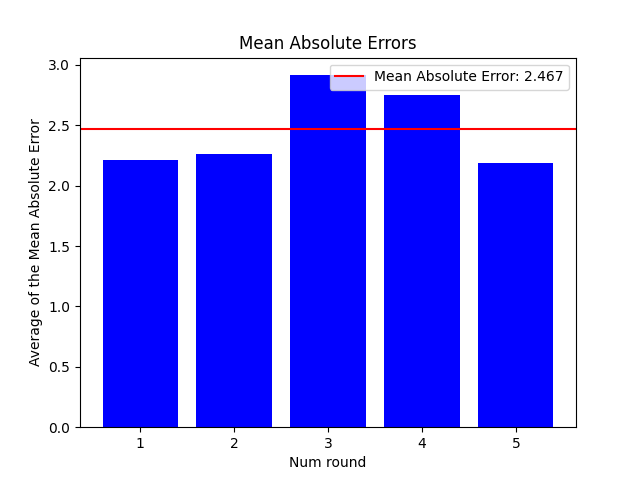 Mean Absolute Errors
Mean Absolute Error: 2.467
Average of the Mean Absolute Error
3.0
2.5
2.0
1.5
1.0
0.5
0.0
1 2 3 4 5
Num round